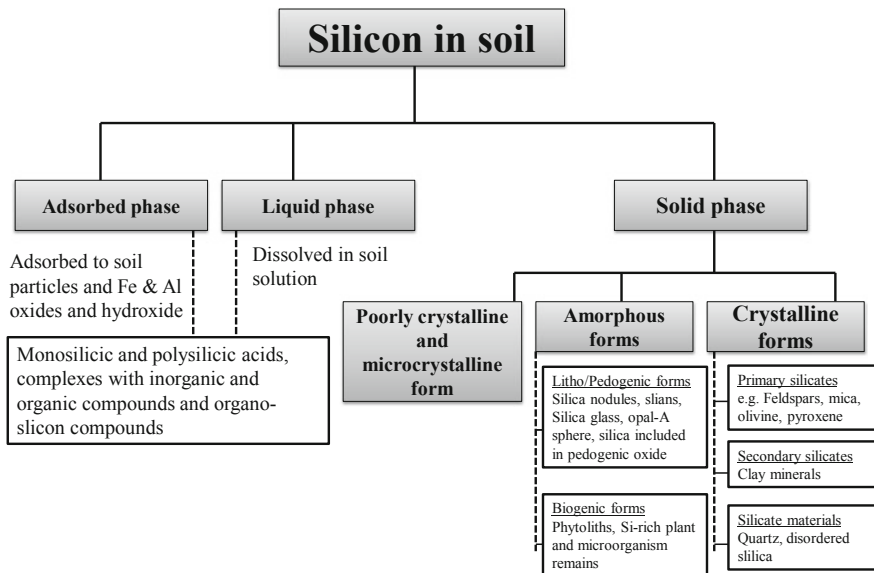 Silicon in soil
Adsorbed phase
Liquid phase
Solid phase
Adsorbed to soil
particles and Fe & Al
oxides and hydroxide
Dissolved in soil
solution
Monosilicic and polysilicic acids,
complexes with inorganic and
organic compounds and organo-
silicon compounds
Poorly crystalline
and
microcrystalline
form
Amorphous
forms
Crystalline
forms
Litho/Pedogenic forms
Silica nodules, slians,
Silica glass, opal-A
sphere, silica included
in pedogenic oxide
Biogenic forms
Phytoliths, Si-rich plant
and microorganism
remains
Primary silicates
e.g. Feldspars, mica,
olivine, pyroxene
Secondary silicates
Clay minerals
Silicate materials
Quartz, disordered
slilica